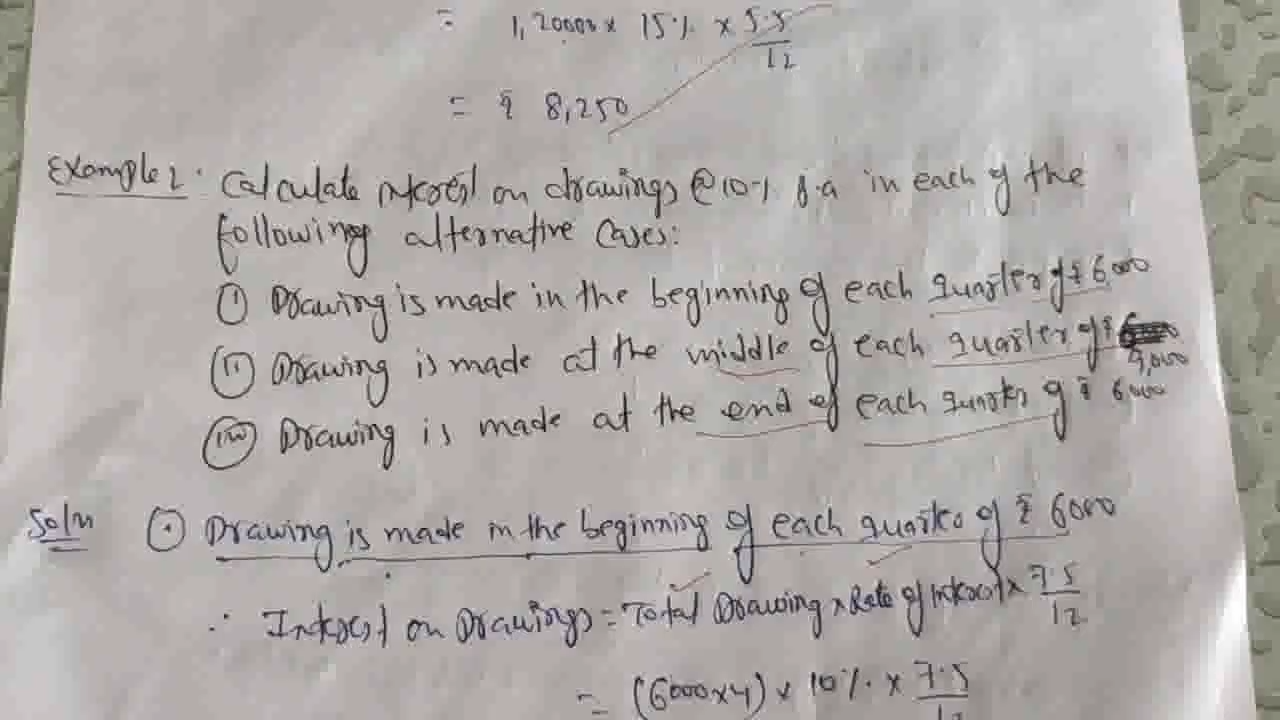 = 1,20000 x 15% x 5.5/12
= ₹ 8,250
Example 2. Calculate interest on drawings @ 10% p.a in each of the
following alternative Cases:
(i) Drawing is made in the beginning of each quarter of ₹ 6000
(ii) Drawing is made at the middle of each quarter of ₹ 9,000
(iii) Drawing is made at the end of each quarter of ₹ 6000
Soln (i) Drawing is made in the beginning of each quarter of ₹ 6000
∴ Interest on Drawings = Total Drawing x Rate of Interest x 7.5/12
= (6000x4) x 10% x 7.5/12